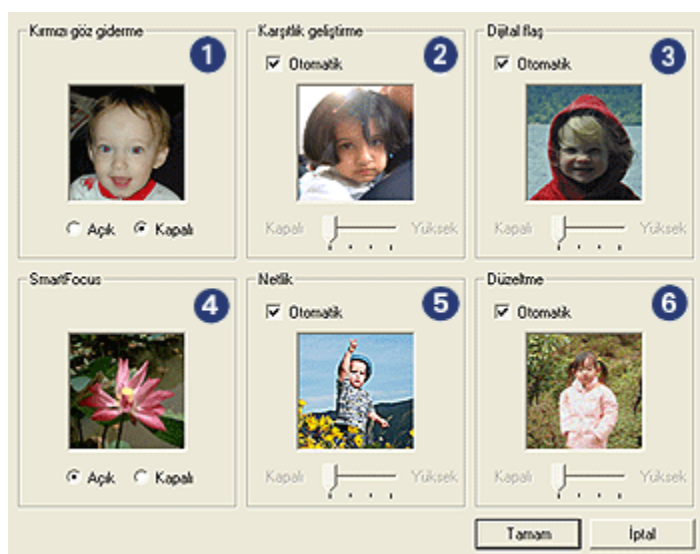 Kırmızı göz giderme
1
Açık Kapalı
Karşıtlık geliştirme
2
Otomatik
Kapalı Yüksek
Dijital flaş
3
Otomatik
Kapalı Yüksek
SmartFocus
4
Açık Kapalı
Netlik
5
Otomatik
Kapalı Yüksek
Düzeltme
6
Otomatik
Kapalı Yüksek
Tamam İptal